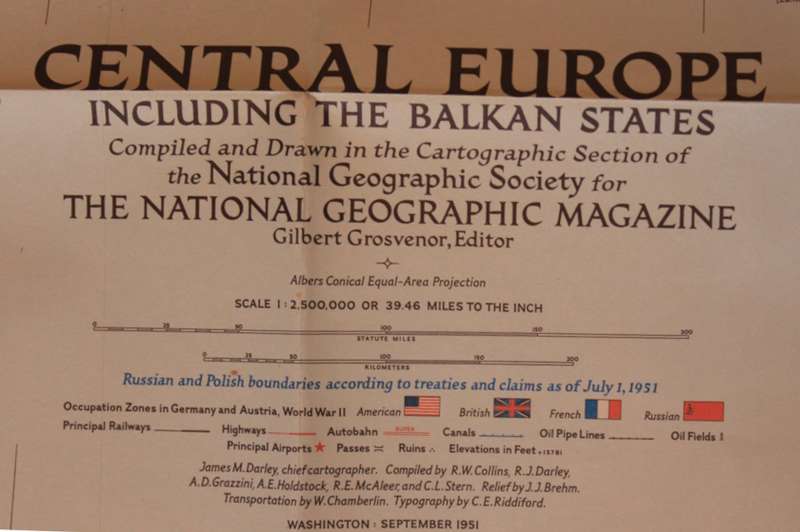 CENTRAL EUROPE
INCLUDING THE BALKAN STATES
Compiled and Drawn in the Cartographic Section of
the National Geographic Society for
THE NATIONAL GEOGRAPHIC MAGAZINE
Gilbert Grosvenor, Editor
Albers Conical Equal-Area Projection
SCALE 1:2,500,000 OR 39.46 MILES TO THE INCH
0 25 50 100 150 200
STATUTE MILES
0 25 50 100 150 200
KILOMETERS
Russian and Polish boundaries according to treaties and claims as of July 1, 1951
Occupation Zones in Germany and Austria, World War II American British French Russian
Principal Railways Highways Autobahn Canals Oil Pipe Lines Oil Fields
Principal Airports Passes Ruins Elevations in Feet
James M. Darley, chief cartographer. Compiled by R.W. Collins, R.J. Darley,
A.D. Grazzini, A.E. Holdstock, R.E. McAleer, and C.L. Stern. Relief by J.J. Brehm.
Transportation by W. Chamberlin. Typography by C.E. Riddiford.
WASHINGTON : SEPTEMBER 1951